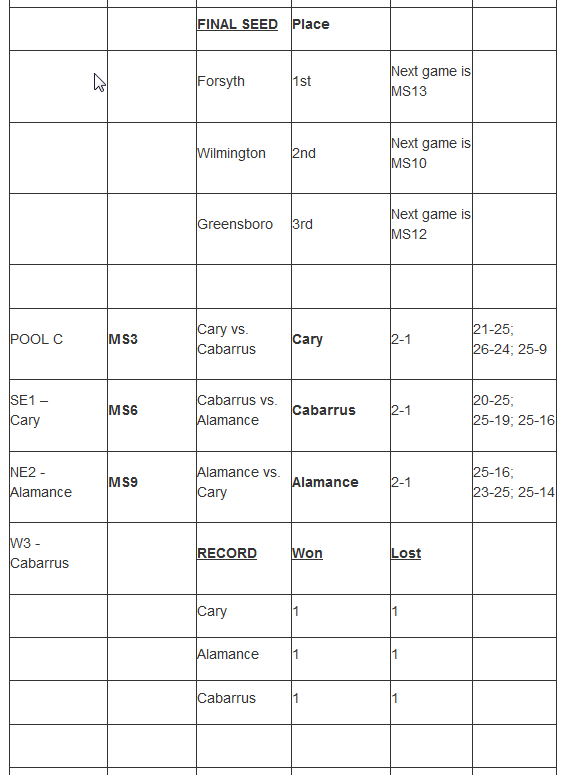 FINAL SEED Place
Forsyth 1st Next game is
MS13
Wilmington 2nd Next game is
MS10
Greensboro 3rd Next game is
MS12
POOL C MS3 Cary vs.
Cabarrus Cary 2-1 21-25;
26-24; 25-9
SE1 –
Cary MS6 Cabarrus vs.
Alamance Cabarrus 2-1 20-25;
25-19; 25-16
NE2 -
Alamance MS9 Alamance vs.
Cary Alamance 2-1 25-16;
23-25; 25-14
W3 -
Cabarrus RECORD Won Lost
Cary 1 1
Alamance 1 1
Cabarrus 1 1